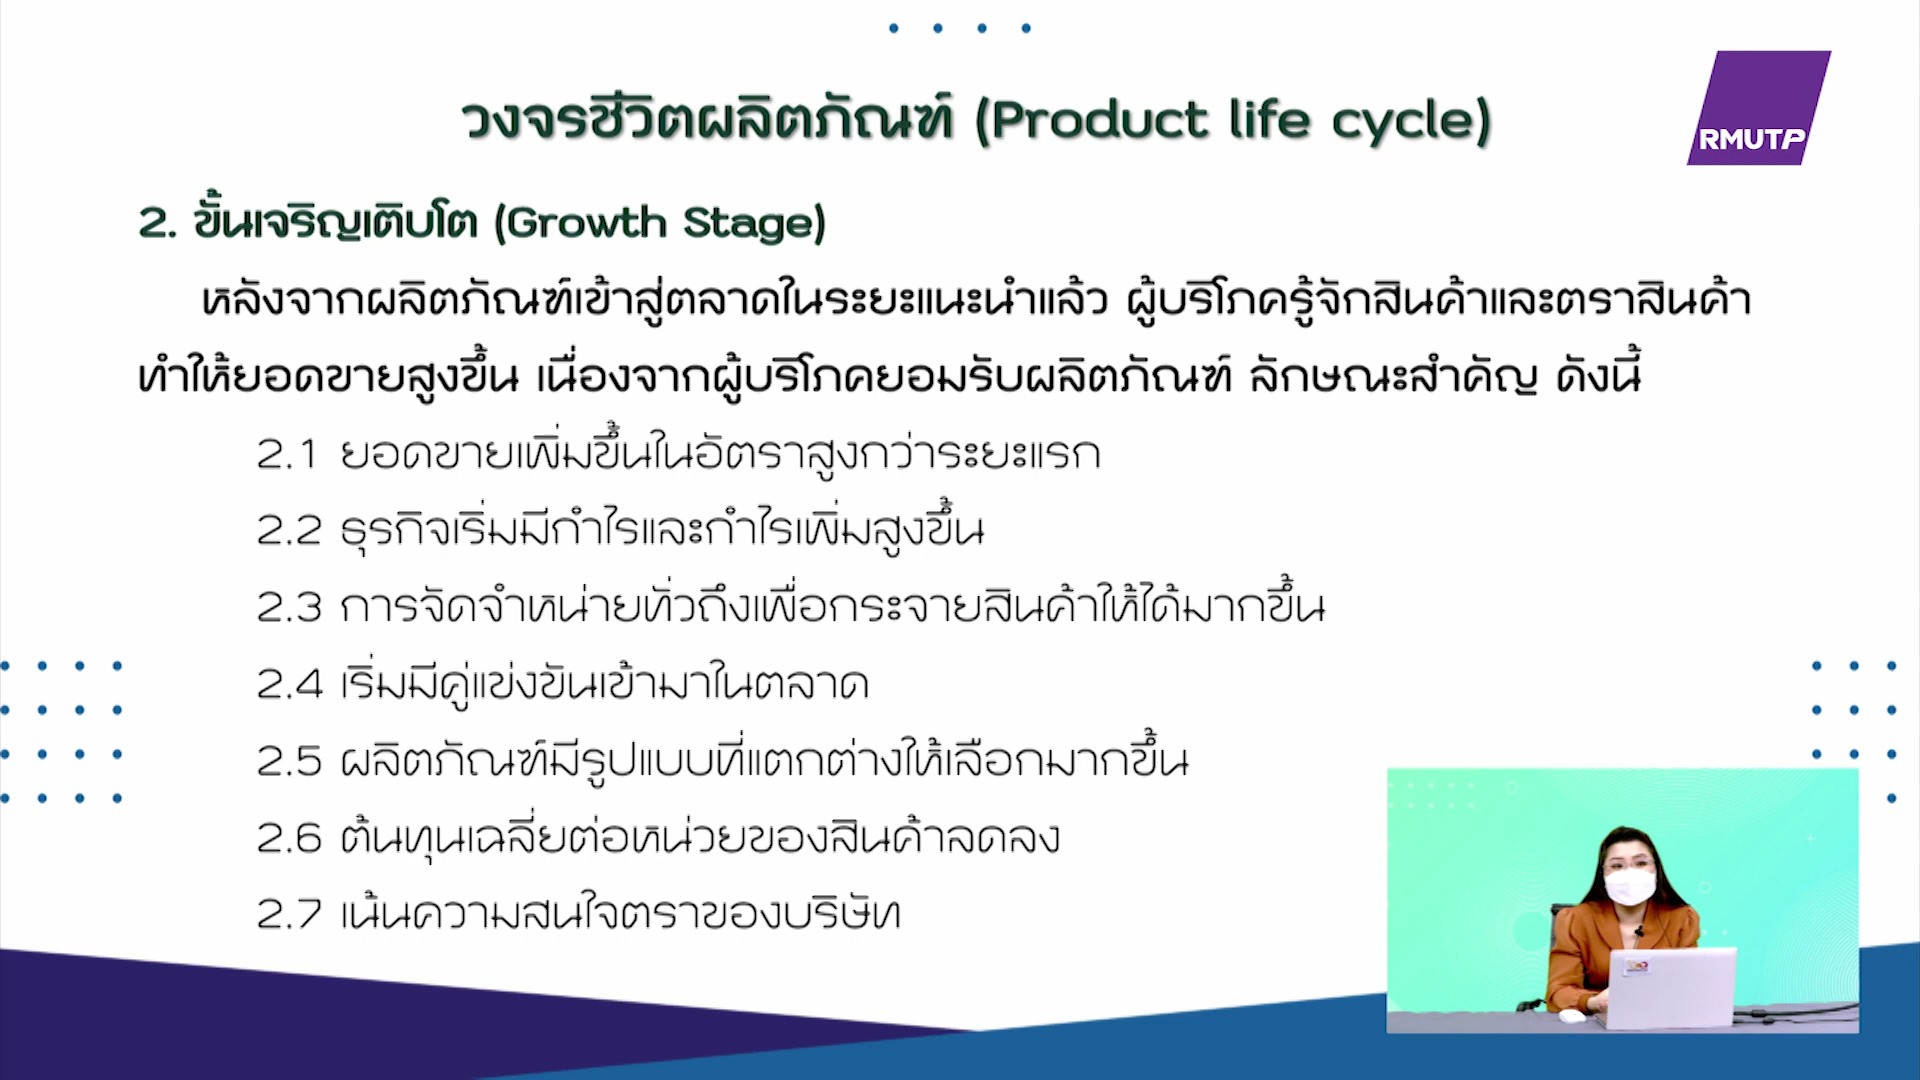 วงจรชีวิตผลิตภัณฑ์ (Product life cycle)
RMUTP
2. ขั้นเจริญเติบโต (Growth Stage)
หลังจากผลิตภัณฑ์เข้าสู่ตลาดในระยะแนะนำแล้ว ผู้บริโภครู้จักสินค้าและตราสินค้า
ทำให้ยอดขายสูงขึ้น เนื่องจากผู้บริโภคยอมรับผลิตภัณฑ์ ลักษณะสำคัญ ดังนี้
2.1 ยอดขายเพิ่มขึ้นในอัตราสูงกว่าระยะแรก
2.2 ธุรกิจเริ่มมีกำไรและกำไรเพิ่มสูงขึ้น
2.3 การจัดจำหน่ายทั่วถึงเพื่อกระจายสินค้าให้ได้มากขึ้น
2.4 เริ่มมีคู่แข่งขันเข้ามาในตลาด
2.5 ผลิตภัณฑ์มีรูปแบบที่แตกต่างให้เลือกมากขึ้น
2.6 ต้นทุนเฉลี่ยต่อหน่วยของสินค้าลดลง
2.7 เน้นความสนใจตราของบริษัท